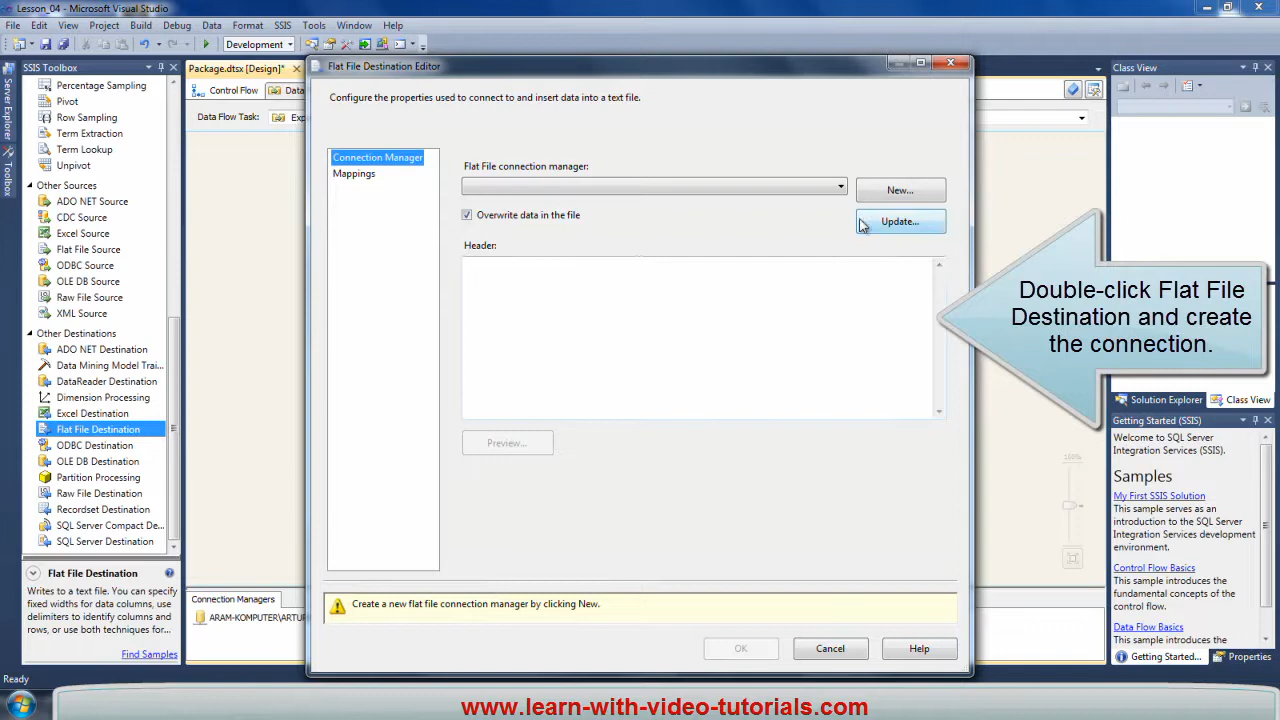 Lesson_04 - Microsoft Visual Studio
File Edit View Project Build Debug Data Format SSIS Tools Window Help
Development
SSIS Toolbox
Package.dtsx [Design]*
Flat File Destination Editor
Class View
Server Explorer
Toolbox
Percentage Sampling
Pivot
Row Sampling
Term Extraction
Term Lookup
Unpivot
Other Sources
ADO NET Source
CDC Source
Excel Source
Flat File Source
ODBC Source
OLE DB Source
Raw File Source
XML Source
Other Destinations
ADO NET Destination
Data Mining Model Trai...
DataReader Destination
Dimension Processing
Excel Destination
Flat File Destination
ODBC Destination
OLE DB Destination
Partition Processing
Raw File Destination
Recordset Destination
SQL Server Compact De...
SQL Server Destination
Flat File Destination
Writes to a text file. You can specify
fixed widths for data columns, use
delimiters to identify columns and
rows, or use both techniques for...
Find Samples
Control Flow
Data
Data Flow Task:
Exp
Connection Managers
ARAM-KOMPUTER\ARTUR
Configure the properties used to connect to and insert data into a text file.
Connection Manager
Mappings
Flat File connection manager:
New...
Overwrite data in the file
Update...
Header:
Preview...
Create a new flat file connection manager by clicking New.
OK
Cancel
Help
Double-click Flat File
Destination and create
the connection.
100%
Solution Explorer
Class View
Getting Started (SSIS)
Welcome to SQL Server
Integration Services (SSIS).
Samples
My First SSIS Solution
This sample serves as an
introduction to the SQL Server
Integration Services development
environment.
Control Flow Basics
This sample introduces the
fundamental concepts of the
control flow.
Data Flow Basics
This sample introduces the
Getting Started...
Properties
Ready
www.learn-with-video-tutorials.com